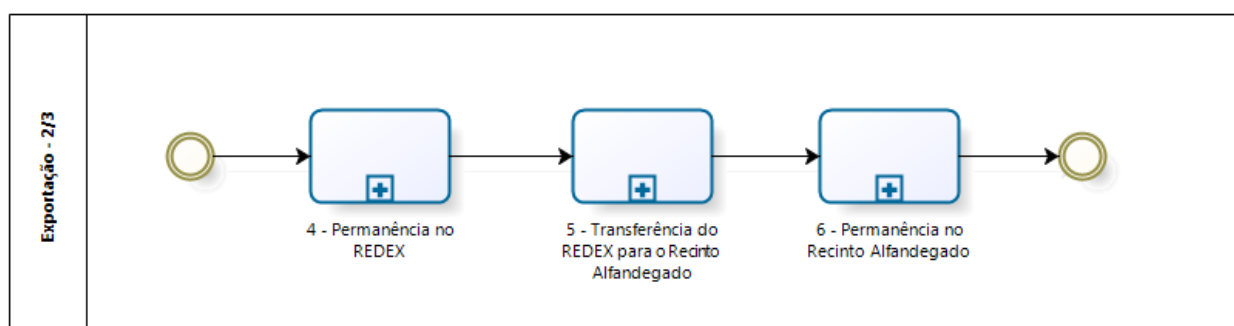 Exportação - 2/3
4 - Permanência no
REDEX
5 - Transferência do
REDEX para o Recinto
Alfandegado
6 - Permanência no
Recinto Alfandegado